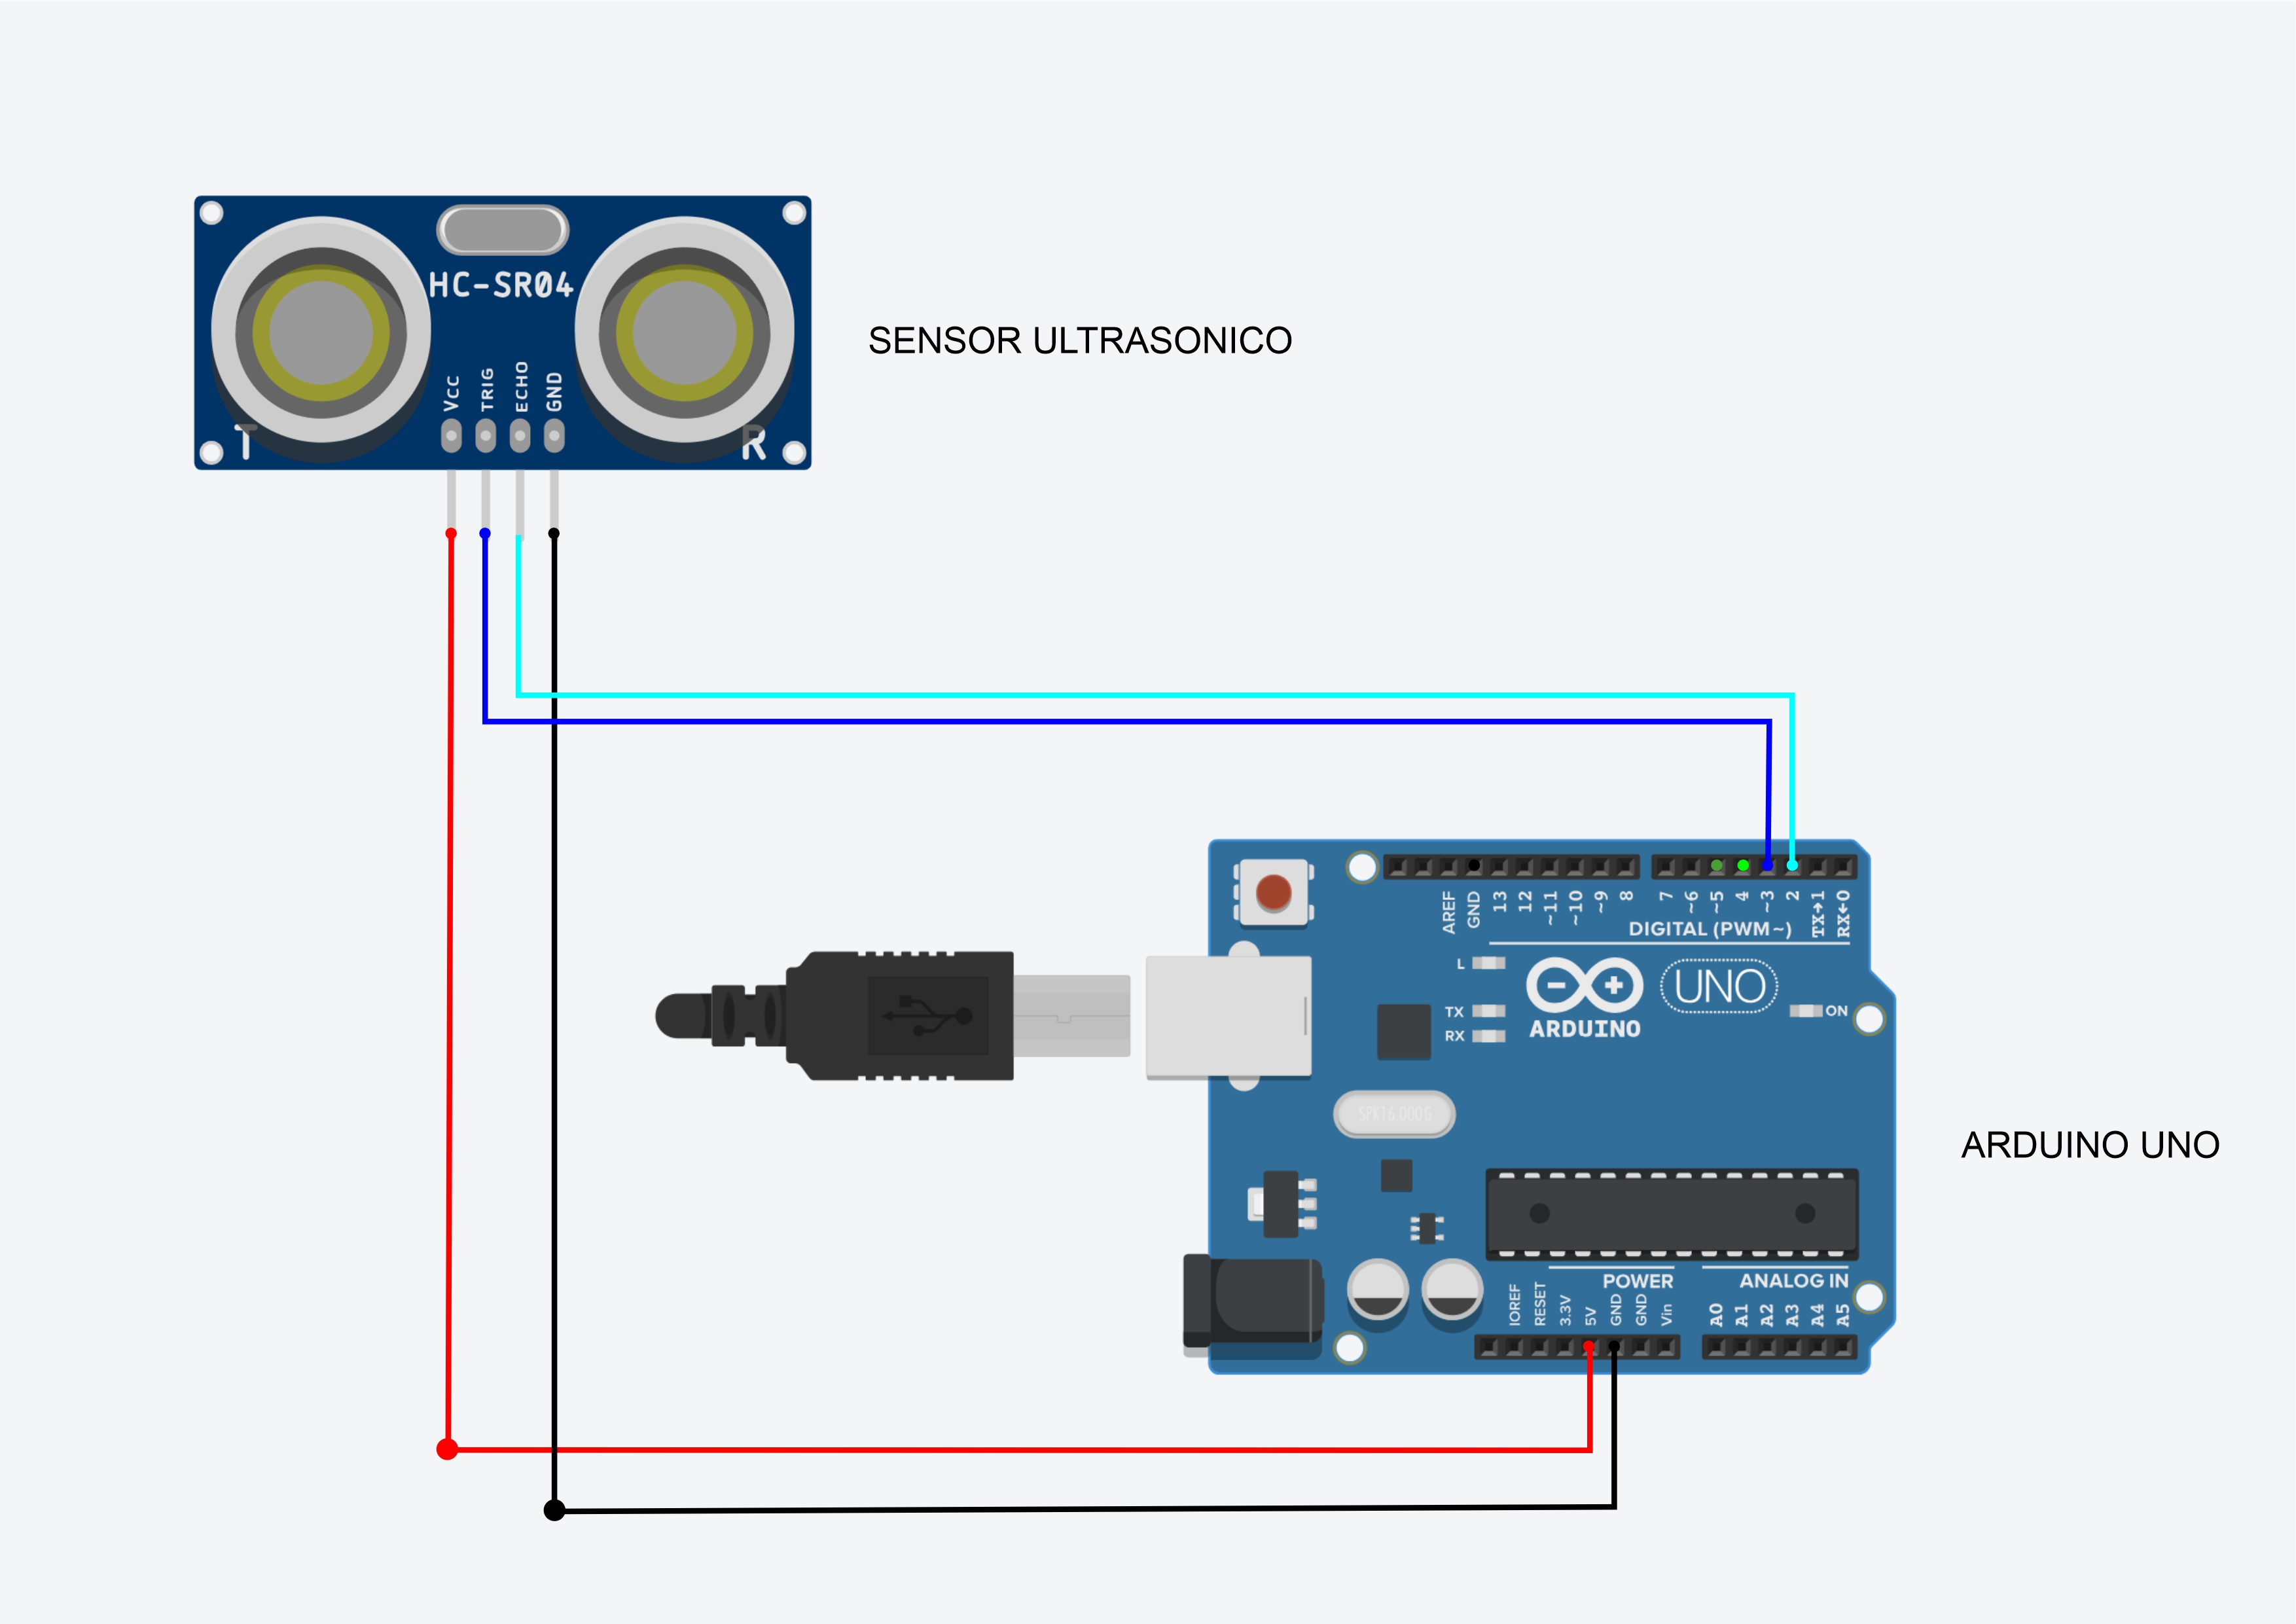 HC-SR04
SENSOR ULTRASONICO
Vcc
TRIG
ECHO
GND
T
R
AREF
GND
13
12
~11
~10
~9
8
7
~6
~5
4
~3
2
TX→1
RX←0
DIGITAL (PWM~)
L
TX
RX
ARDUINO
UNO
ON
SPK16.000G
ARDUINO UNO
POWER
ANALOG IN
IOREF
RESET
3.3V
5V
GND
GND
Vin
A0
A1
A2
A3
A4
A5